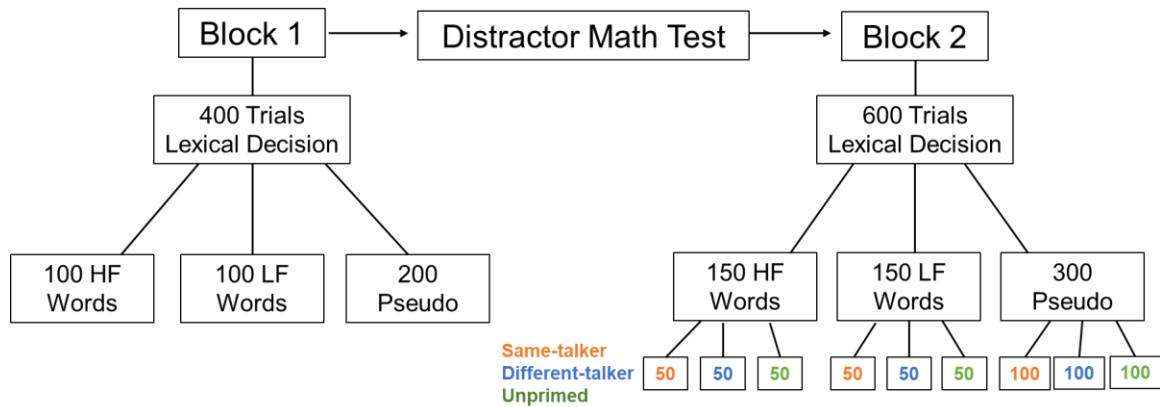 Block 1
Distractor Math Test
Block 2
400 Trials
Lexical Decision
600 Trials
Lexical Decision
100 HF
Words
100 LF
Words
200
Pseudo
150 HF
Words
150 LF
Words
300
Pseudo
Same-talker
Different-talker
Unprimed
50
50
50
50
50
50
100
100
100